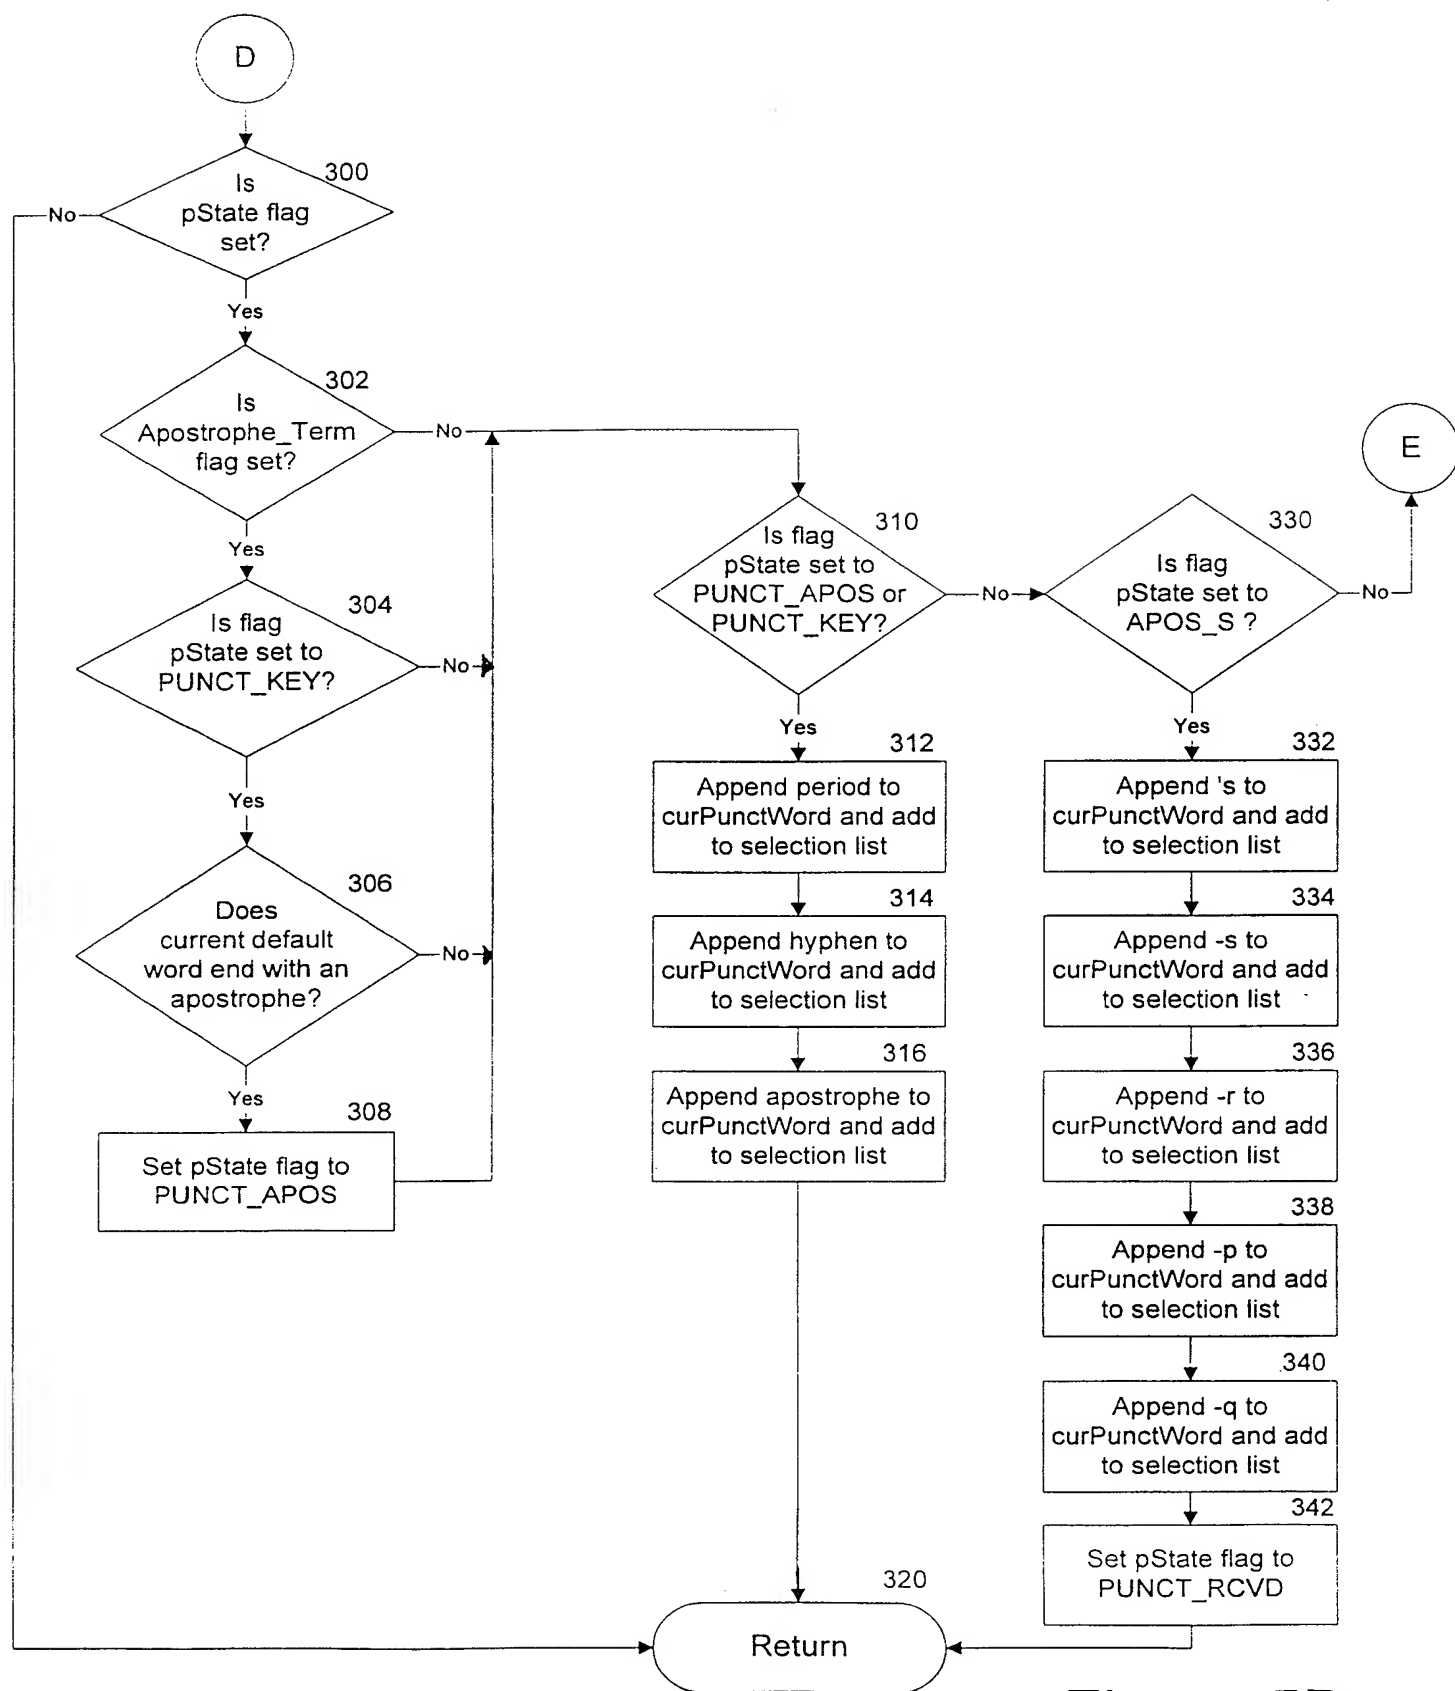 D
300
Is
pState flag
set?
No
Yes
302
Is
Apostrophe_Term
flag set?
No
Yes
304
Is flag
pState set to
PUNCT_KEY?
No
Yes
306
Does
current default
word end with an
apostrophe?
No
Yes
308
Set pState flag to
PUNCT_APOS
310
Is flag
pState set to
PUNCT_APOS or
PUNCT_KEY?
No
Yes
312
Append period to
curPunctWord and add
to selection list
314
Append hyphen to
curPunctWord and add
to selection list
316
Append apostrophe to
curPunctWord and add
to selection list
320
Return
330
Is flag
pState set to
APOS_S ?
No
E
Yes
332
Append 's to
curPunctWord and add
to selection list
334
Append -s to
curPunctWord and add
to selection list
336
Append -r to
curPunctWord and add
to selection list
338
Append -p to
curPunctWord and add
to selection list
340
Append -q to
curPunctWord and add
to selection list
342
Set pState flag to
PUNCT_RCVD